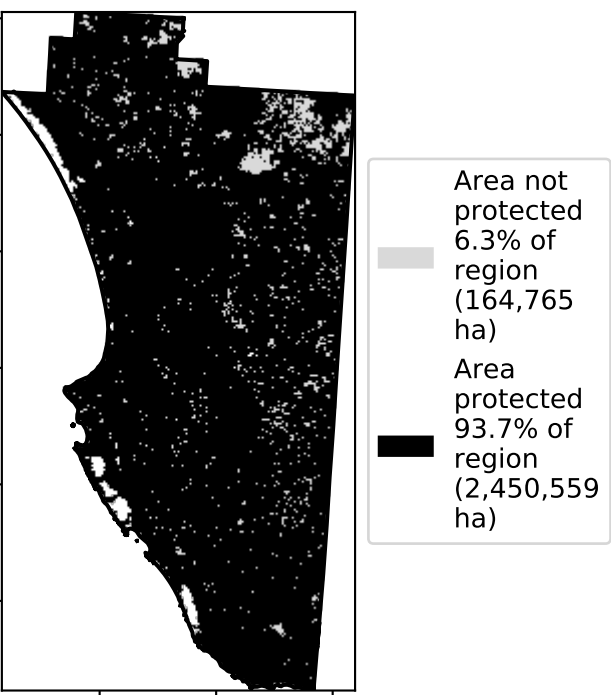 Area not
protected
6.3% of
region
(164,765
ha)
Area
protected
93.7% of
region
(2,450,559
ha)